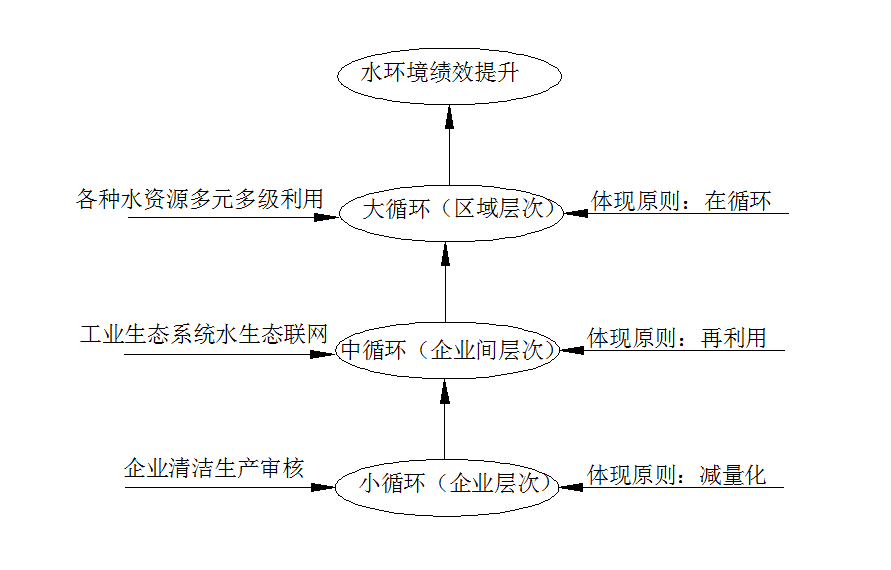 水环境绩效提升
各种水资源多元多级利用
大循环（区域层次）
体现原则：在循环
工业生态系统水生态联网
中循环（企业间层次）
体现原则：再利用
企业清洁生产审核
小循环（企业层次）
体现原则：减量化